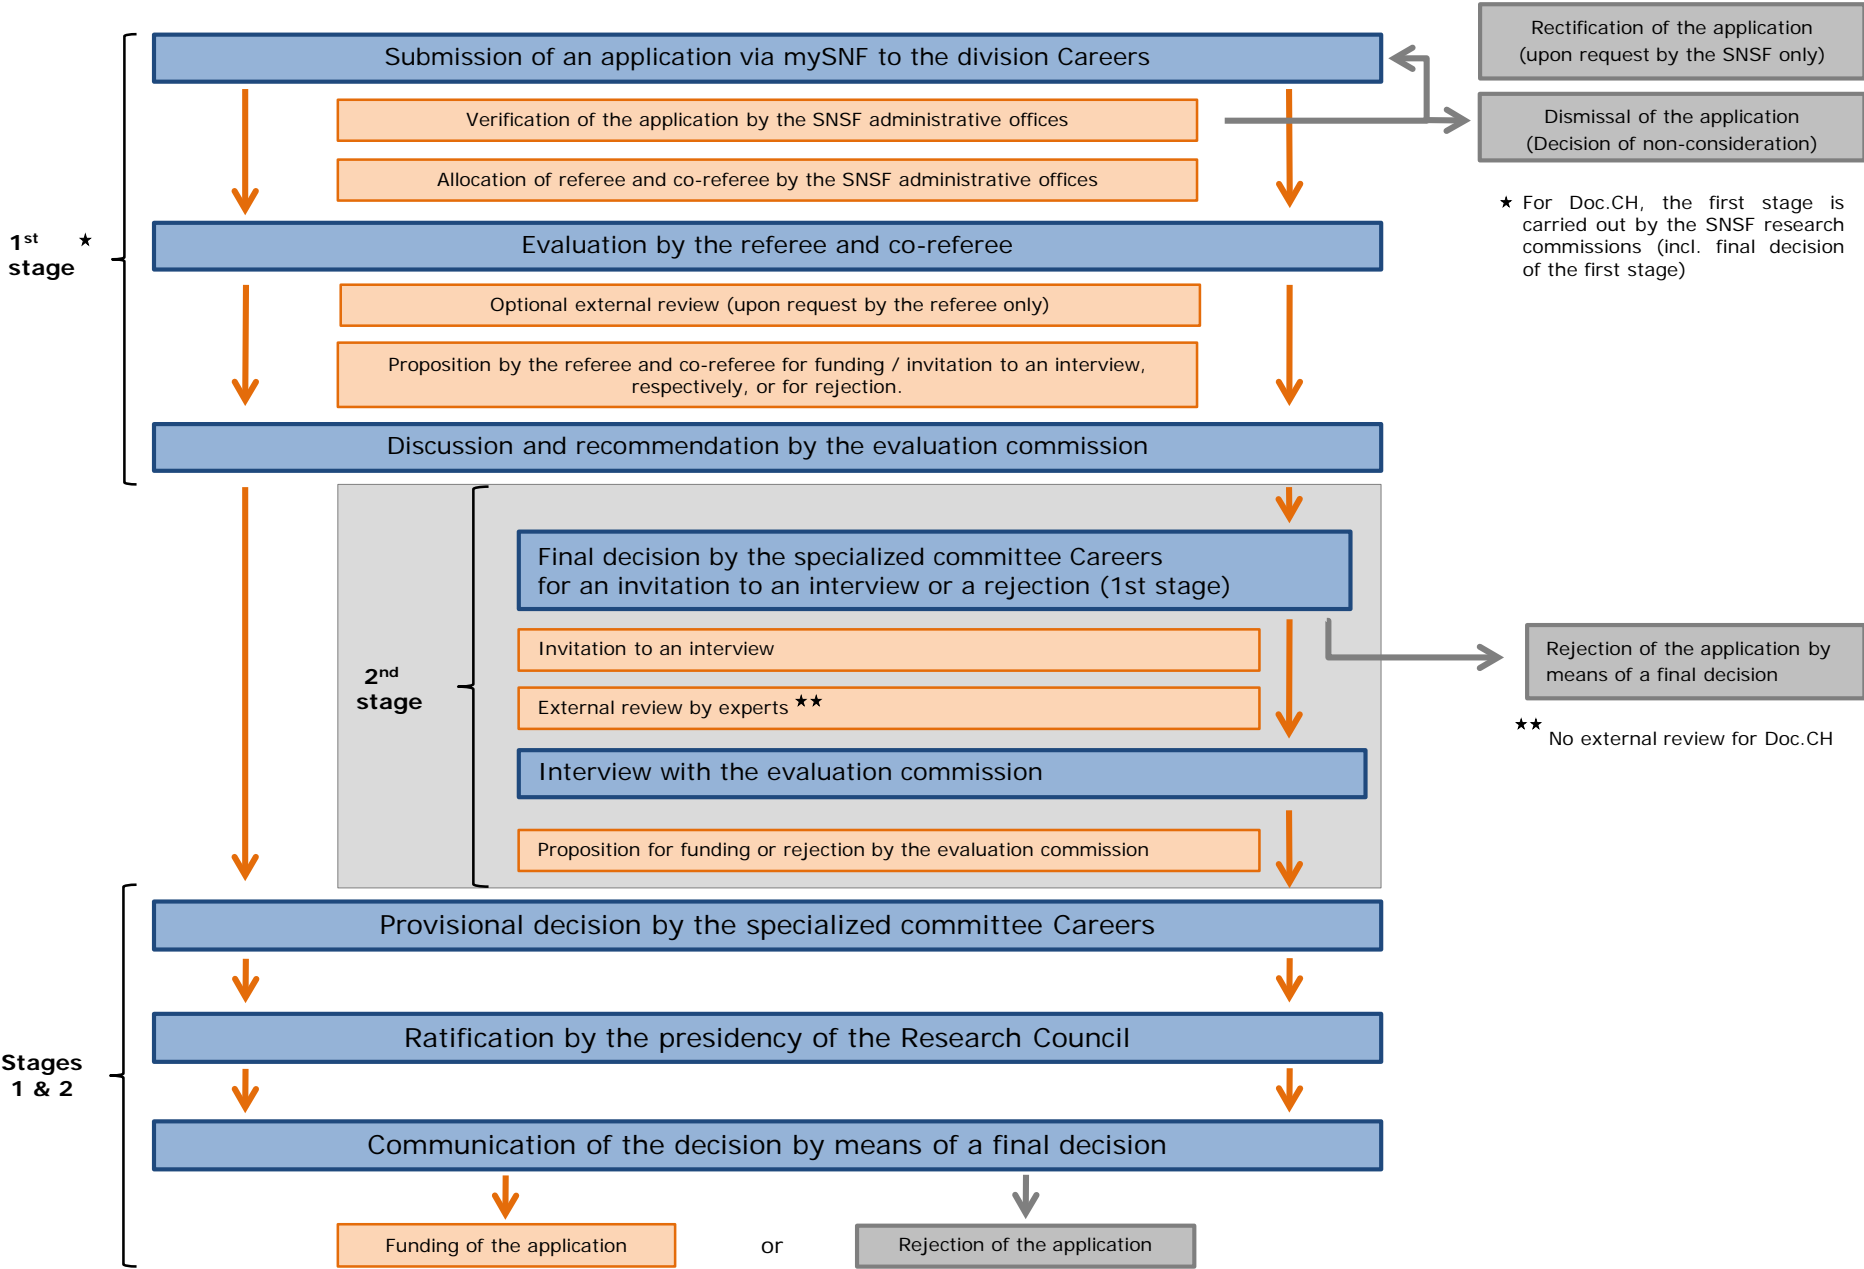 Submission of an application via mySNF to the division Careers
Rectification of the application
(upon request by the SNSF only)
Verification of the application by the SNSF administrative offices
Dismissal of the application
(Decision of non-consideration)
Allocation of referee and co-referee by the SNSF administrative offices
★ For Doc.CH, the first stage is
carried out by the SNSF research
commissions (incl. final decision
of the first stage)
1st ★
stage
Evaluation by the referee and co-referee
Optional external review (upon request by the referee only)
Proposition by the referee and co-referee for funding / invitation to an interview,
respectively, or for rejection.
Discussion and recommendation by the evaluation commission
Final decision by the specialized committee Careers
for an invitation to an interview or a rejection (1st stage)
2nd
stage
Invitation to an interview
Rejection of the application by
means of a final decision
External review by experts ★★
★★ No external review for Doc.CH
Interview with the evaluation commission
Proposition for funding or rejection by the evaluation commission
Provisional decision by the specialized committee Careers
Ratification by the presidency of the Research Council
Stages
1 & 2
Communication of the decision by means of a final decision
Funding of the application
or
Rejection of the application